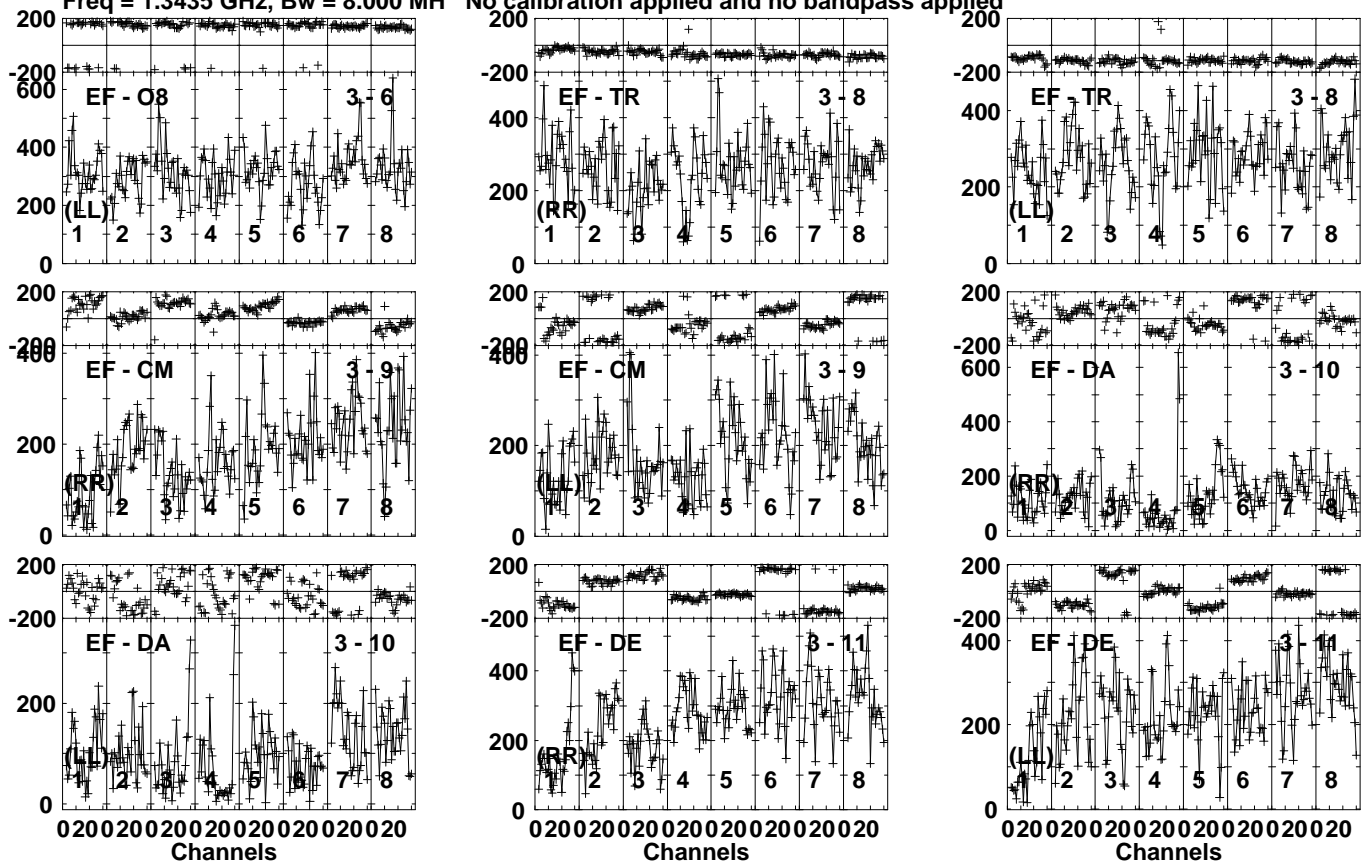 Freq = 1.3435 GHz, Bw = 8.000 MH No calibration applied and no bandpass applied
200
-200
600
400
200
0
EF - O8 3 - 6
(LL)
1 2 3 4 5 6 7 8
200
-200
400
200
0
EF - TR 3 - 8
(RR)
1 2 3 4 5 6 7 8
200
-200
400
200
0
EF - TR 3 - 8
(LL)
1 2 3 4 5 6 7 8
200
-200
400
200
0
EF - CM 3 - 9
(RR)
1 2 3 4 5 6 7 8
200
-200
400
200
0
EF - CM 3 - 9
(LL)
1 2 3 4 5 6 7 8
200
-200
600
400
200
0
EF - DA 3 - 10
(RR)
1 2 3 4 5 6 7 8
200
-200
200
0
EF - DA 3 - 10
(LL)
1 2 3 4 5 6 7 8
0 20 0 20 0 20 0 20 0 20 0 20 0 20 0 20
Channels
200
-200
400
200
0
EF - DE 3 - 11
(RR)
1 2 3 4 5 6 7 8
0 20 0 20 0 20 0 20 0 20 0 20 0 20 0 20
Channels
200
-200
400
200
0
EF - DE 3 - 11
(LL)
1 2 3 4 5 6 7 8
0 20 0 20 0 20 0 20 0 20 0 20 0 20 0 20
Channels